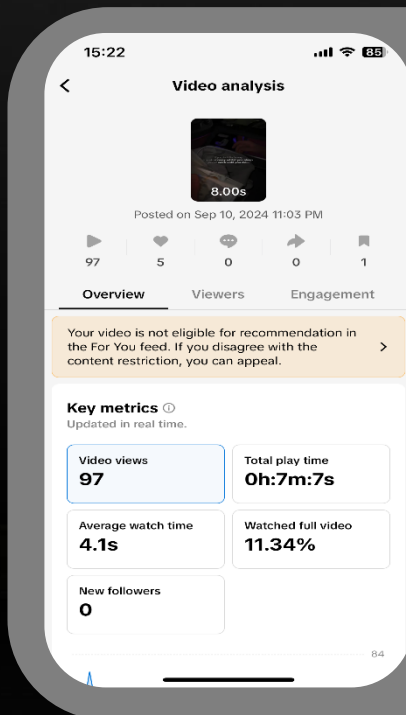 15:22
85
Video analysis
8.00s
Posted on Sep 10, 2024 11:03 PM
97 5 0 0 1
Overview Viewers Engagement
Your video is not eligible for recommendation in
the For You feed. If you disagree with the
content restriction, you can appeal.
Key metrics
Updated in real time.
Video views
97
Total play time
0h:7m:7s
Average watch time
4.1s
Watched full video
11.34%
New followers
0
84